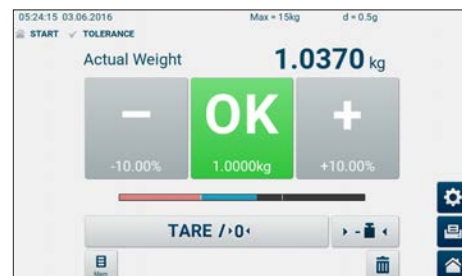 05:24:15 03.06.2016 Max = 15kg d = 0.5g
START TOLERANCE
Actual Weight 1.0370 kg
− OK +
-10.00% 1.0000kg +10.00%
TARE /›0‹ › - ‹